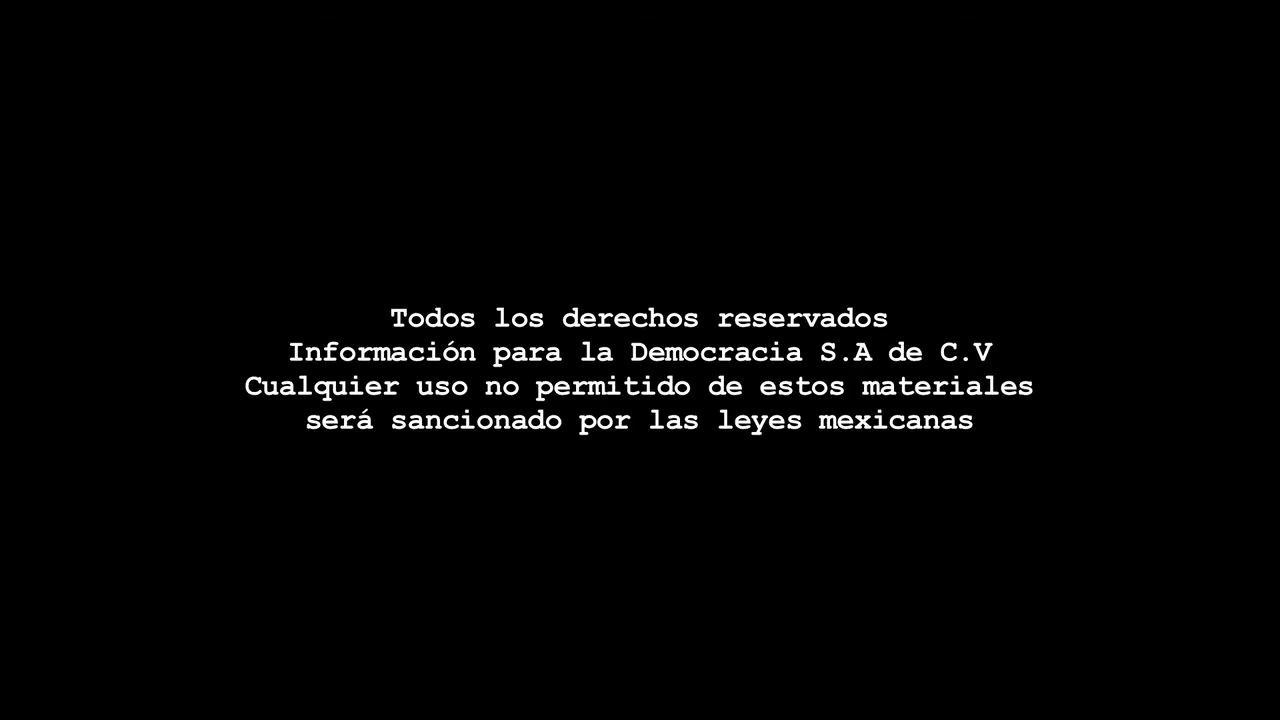 Todos los derechos reservados
Información para la Democracia S.A de C.V
Cualquier uso no permitido de estos materiales
será sancionado por las leyes mexicanas